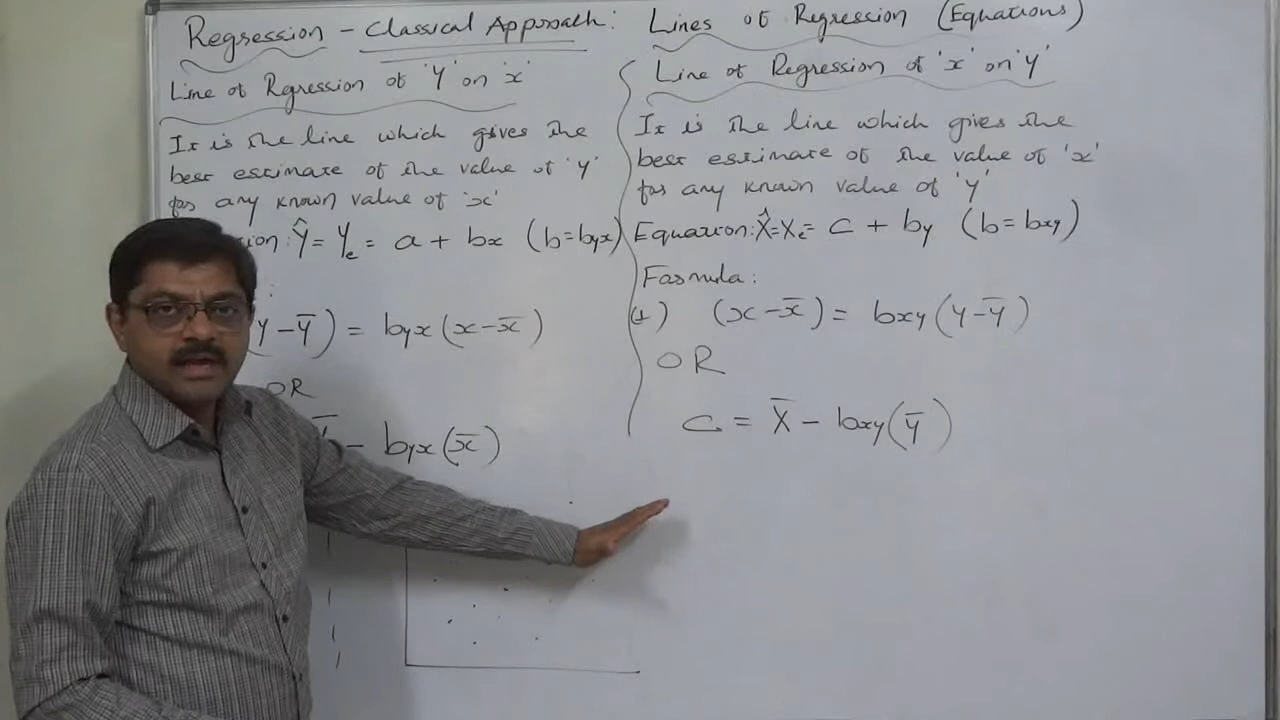 Regression - Classical Approach: Lines of Regression (Equations)
Line of Regression of 'y' on 'x'
It is the line which gives the
best estimate of the value of 'y'
for any known value of 'x'
Ŷ = Yₑ = a + bx (b = byx)
(y - ȳ) = byx (x - x̄)
OR
- byx (x̄)
Line of Regression of 'x' on 'y'
It is the line which gives the
best estimate of the value of 'x'
for any known value of 'y'
Equation: X̂ = Xₑ = c + by (b = bxy)
Formula:
(1) (x - x̄) = bxy (y - ȳ)
OR
c = x̄ - bxy (ȳ)